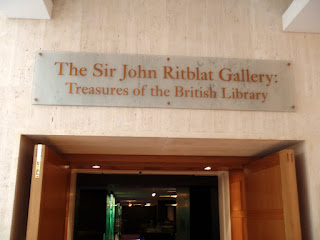 The Sir John Ritblat Gallery:
Treasures of the British Library